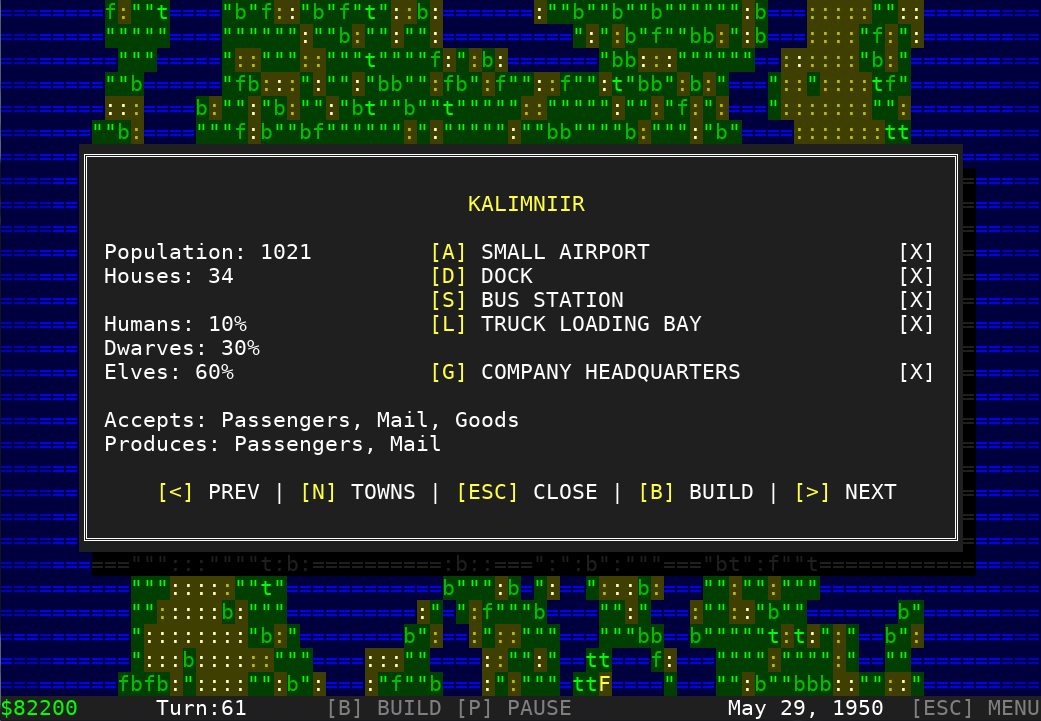 KALIMNIIR
Population: 1021 [A] SMALL AIRPORT [X]
Houses: 34 [D] DOCK [X]
[S] BUS STATION [X]
Humans: 10% [L] TRUCK LOADING BAY [X]
Dwarves: 30%
Elves: 60% [G] COMPANY HEADQUARTERS [X]
Accepts: Passengers, Mail, Goods
Produces: Passengers, Mail
[<] PREV | [N] TOWNS | [ESC] CLOSE | [B] BUILD | [>] NEXT
$82200 Turn:61 [B] BUILD [P] PAUSE May 29, 1950 [ESC] MENU